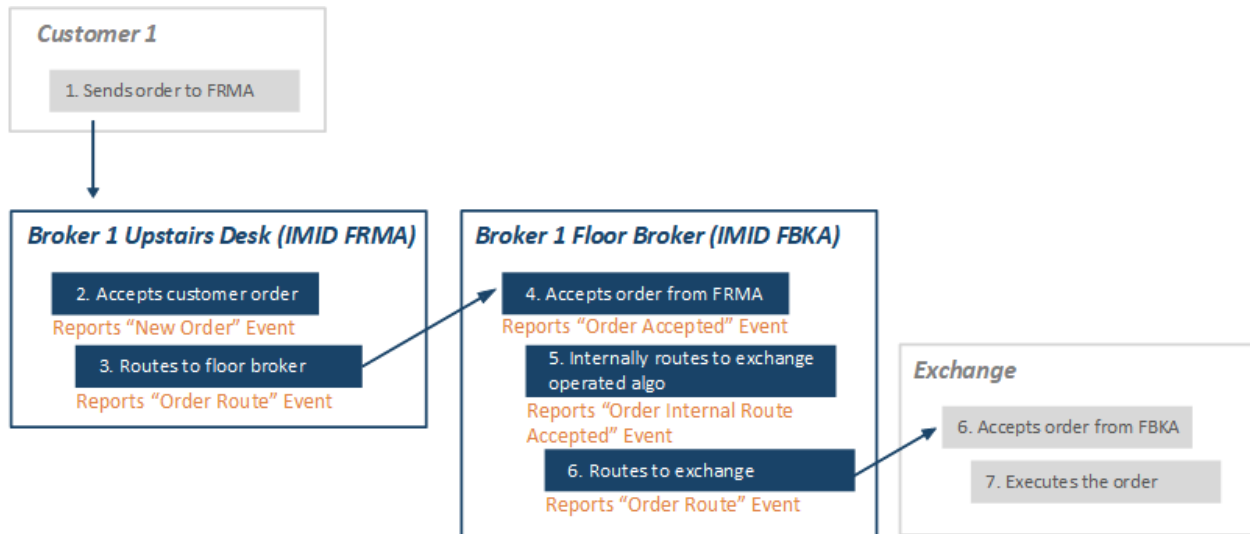 Customer 1
1. Sends order to FRMA
Broker 1 Upstairs Desk (IMID FRMA)
2. Accepts customer order
Reports “New Order” Event
3. Routes to floor broker
Reports “Order Route” Event
Broker 1 Floor Broker (IMID FBKA)
4. Accepts order from FRMA
Reports “Order Accepted” Event
5. Internally routes to exchange
operated algo
Reports “Order Internal Route
Accepted” Event
6. Routes to exchange
Reports “Order Route” Event
Exchange
6. Accepts order from FBKA
7. Executes the order